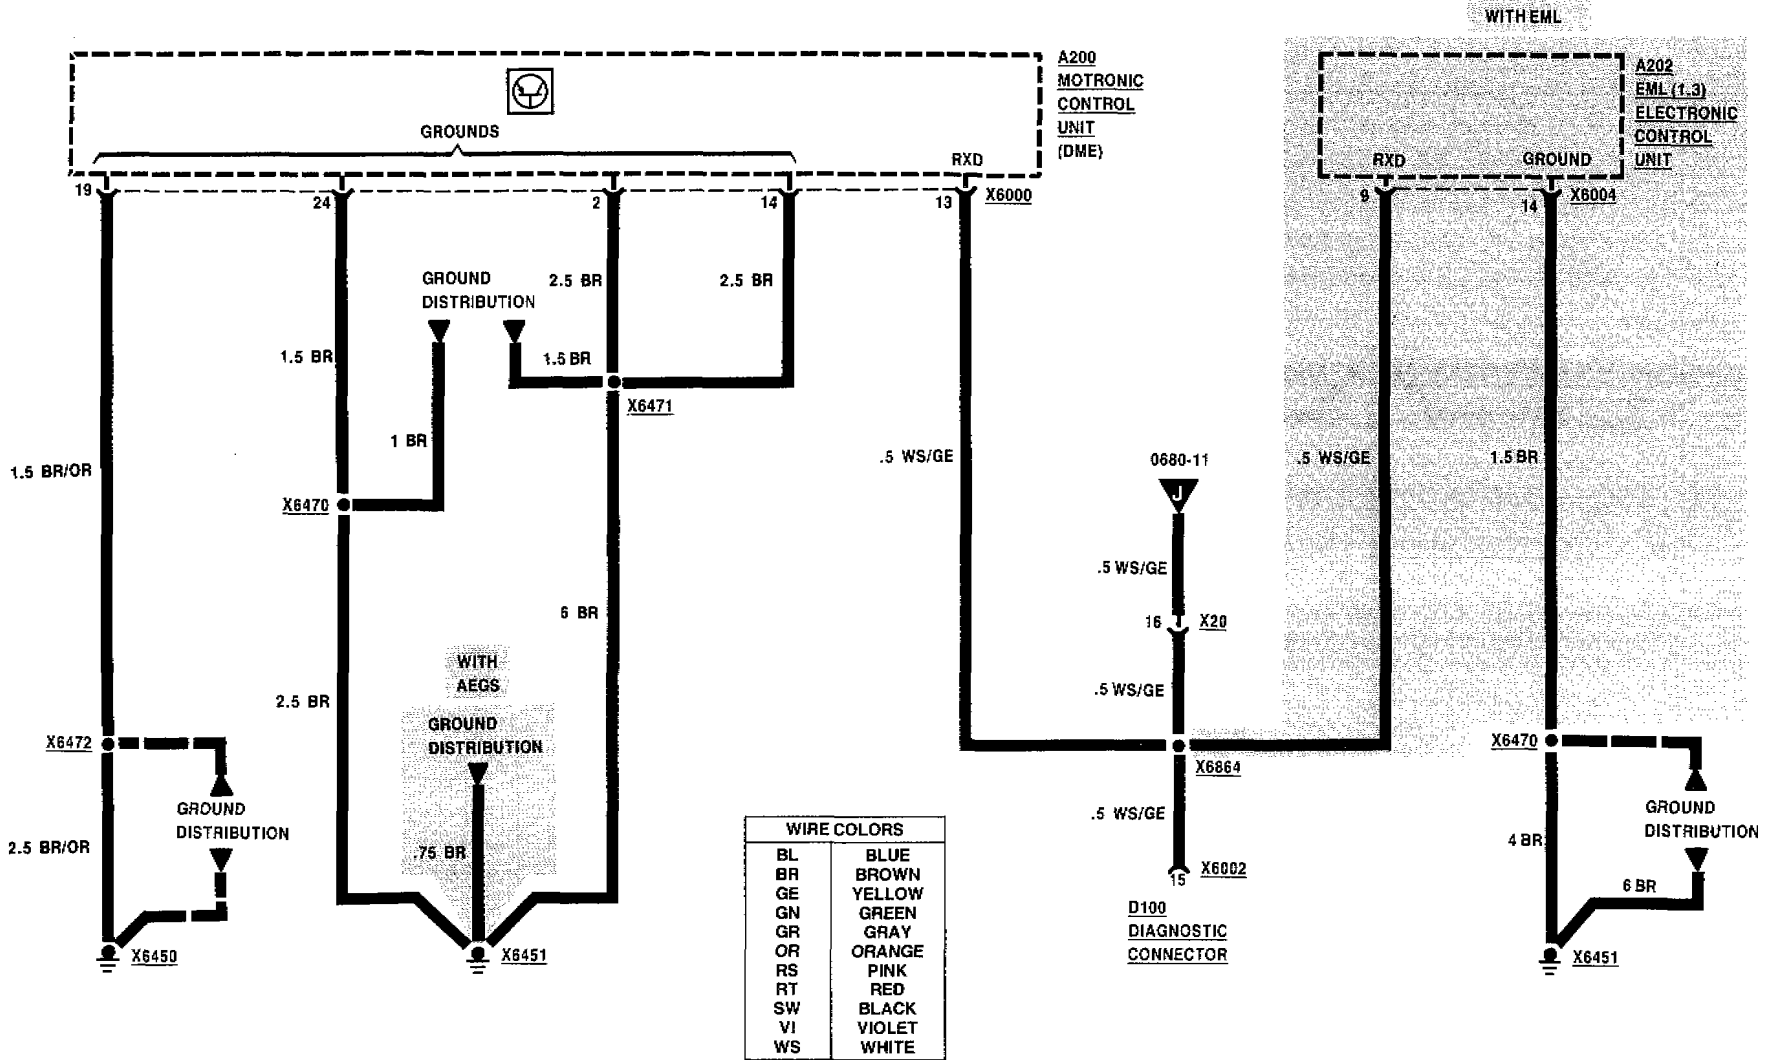 WITH EML
A200
MOTRONIC
CONTROL
UNIT
(DME)
A202
EML (1.3)
ELECTRONIC
CONTROL
UNIT
GROUNDS
RXD
RXD
GROUND
19
24
2
14
13
X6000
9
14
X6004
GROUND
DISTRIBUTION
2.5 BR
2.5 BR
1.5 BR
1.5 BR
X6471
1 BR
1.5 BR/OR
.5 WS/GE
0680-11
J
.5 WS/GE
1.5 BR
X6470
.5 WS/GE
16
X20
6 BR
WITH
AEGS
2.5 BR
.5 WS/GE
GROUND
DISTRIBUTION
X6472
X6864
X6470
GROUND
DISTRIBUTION
.5 WS/GE
GROUND
DISTRIBUTION
2.5 BR/OR
.75 BR
4 BR
15
X6002
6 BR
D100
DIAGNOSTIC
CONNECTOR
X6450
X6451
X6451
WIRE COLORS
BL BLUE
BR BROWN
GE YELLOW
GN GREEN
GR GRAY
OR ORANGE
RS PINK
RT RED
SW BLACK
VI VIOLET
WS WHITE